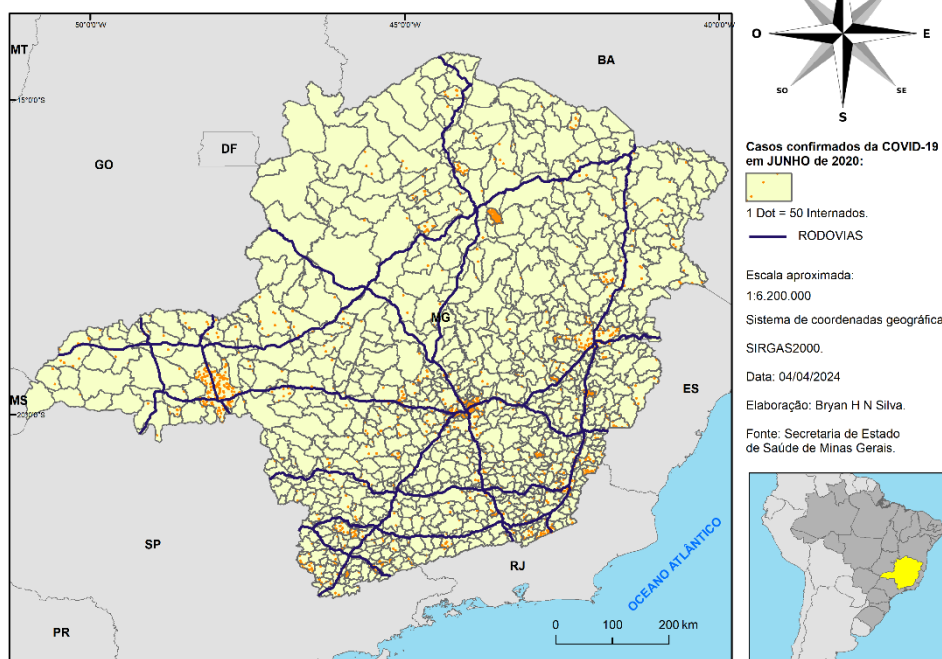 50°0'0"W
45°0'0"W
40°0'0"W
MT
BA
15°0'0"S
DF
GO
MG
MS
20°0'0"S
ES
SP
RJ
PR
OCEANO ATLÂNTICO
0 100 200 km
O
E
SO
SE
S
Casos confirmados da COVID-19
em JUNHO de 2020:
1 Dot = 50 Internados.
RODOVIAS
Escala aproximada:
1:6.200.000
Sistema de coordenadas geográfica
SIRGAS2000.
Data: 04/04/2024
Elaboração: Bryan H N Silva.
Fonte: Secretaria de Estado
de Saúde de Minas Gerais.